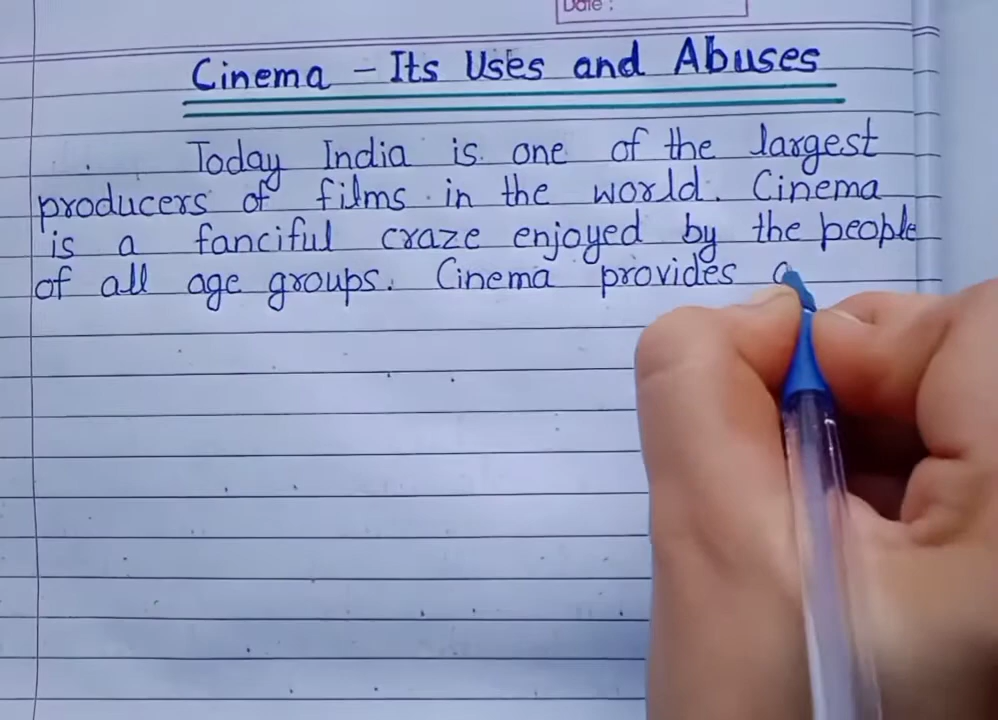 Date :
Cinema - Its Uses and Abuses
Today India is one of the largest
producers of films in the world. Cinema
is a fanciful craze enjoyed by the people
of all age groups. Cinema provides a